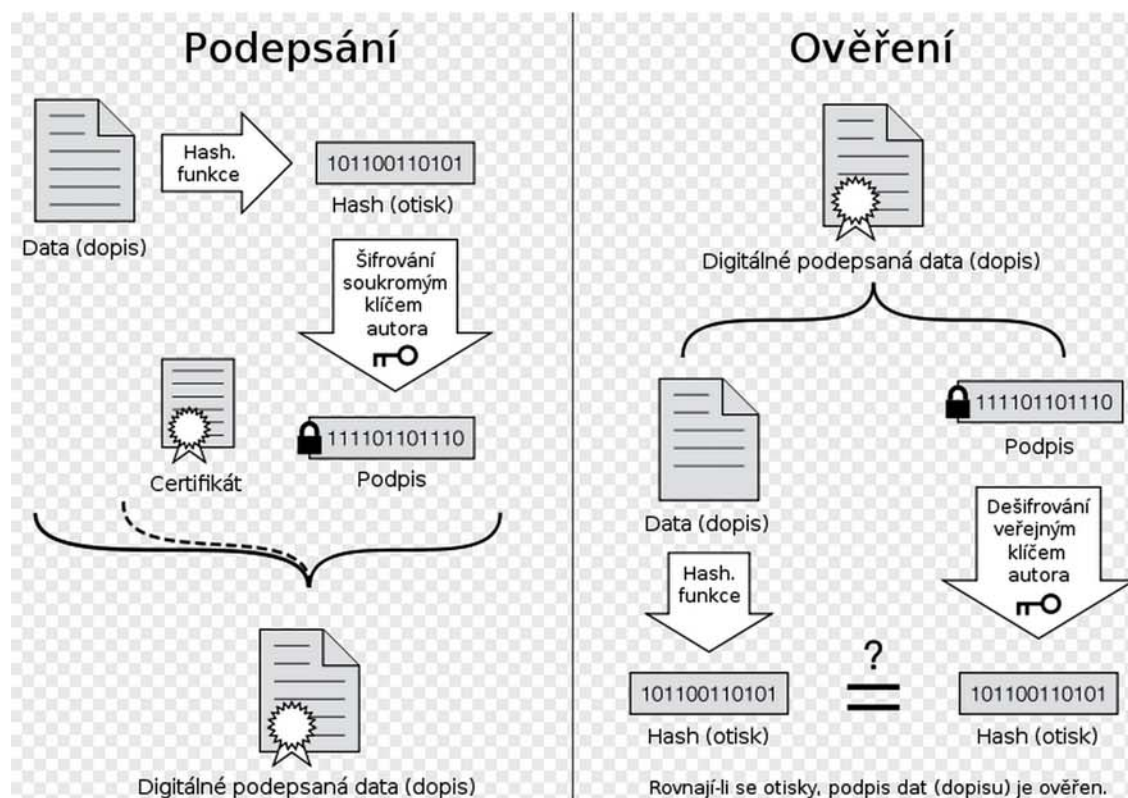 Podepsání
Hash.
funkce
101100110101
Hash (otisk)
Data (dopis)
Šifrování
soukromým
klíčem
autora
111101101110
Certifikát
Podpis
Digitálné podepsaná data (dopis)
Ověření
Digitálné podepsaná data (dopis)
111101101110
Podpis
Data (dopis)
Hash.
funkce
Dešifrování
veřejným
klíčem
autora
?
101100110101
=
101100110101
Hash (otisk)
Hash (otisk)
Rovnají-li se otisky, podpis dat (dopisu) je ověřen.